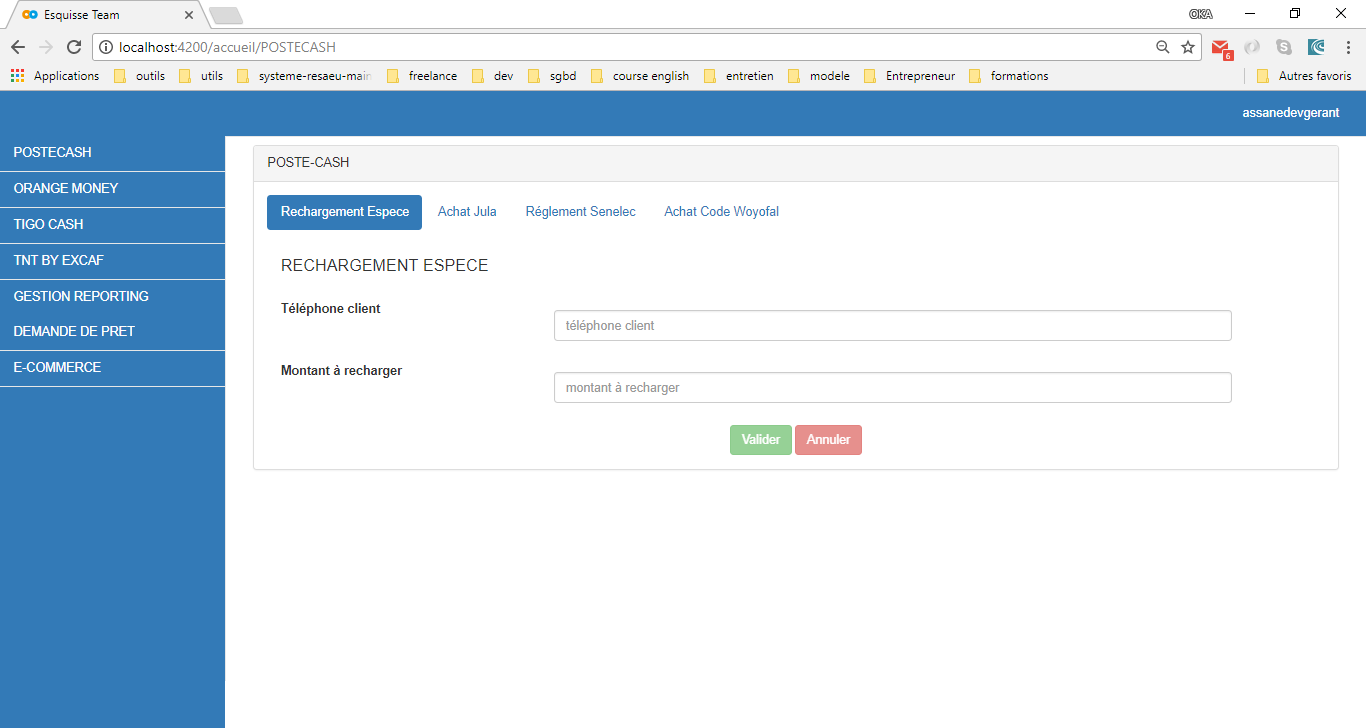 Esquisse Team
OKA
localhost:4200/accueil/POSTECASH
6
Applications outils utils systeme-resaeu-main freelance dev sgbd course english entretien modele Entrepreneur formations Autres favoris
assanedevgerant
POSTECASH
ORANGE MONEY
TIGO CASH
TNT BY EXCAF
GESTION REPORTING
DEMANDE DE PRET
E-COMMERCE
POSTE-CASH
Rechargement Espece Achat Jula Réglement Senelec Achat Code Woyofal
RECHARGEMENT ESPECE
Téléphone client
téléphone client
Montant à recharger
montant à recharger
Valider Annuler